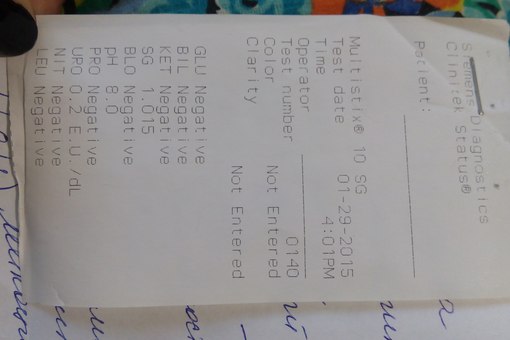 Siemens Diagnostics
Clinitek Status®
Patient:
Multistix® 10 SG
Test date 01-29-2015
Time 4:01PM
Operator
Test number 0140
Color Not Entered
Clarity Not Entered
GLU Negative
BIL Negative
KET Negative
SG 1.015
BLO Negative
pH 8.0
PRO Negative
URO 0.2 E.U./dL
NIT Negative
LEU Negative